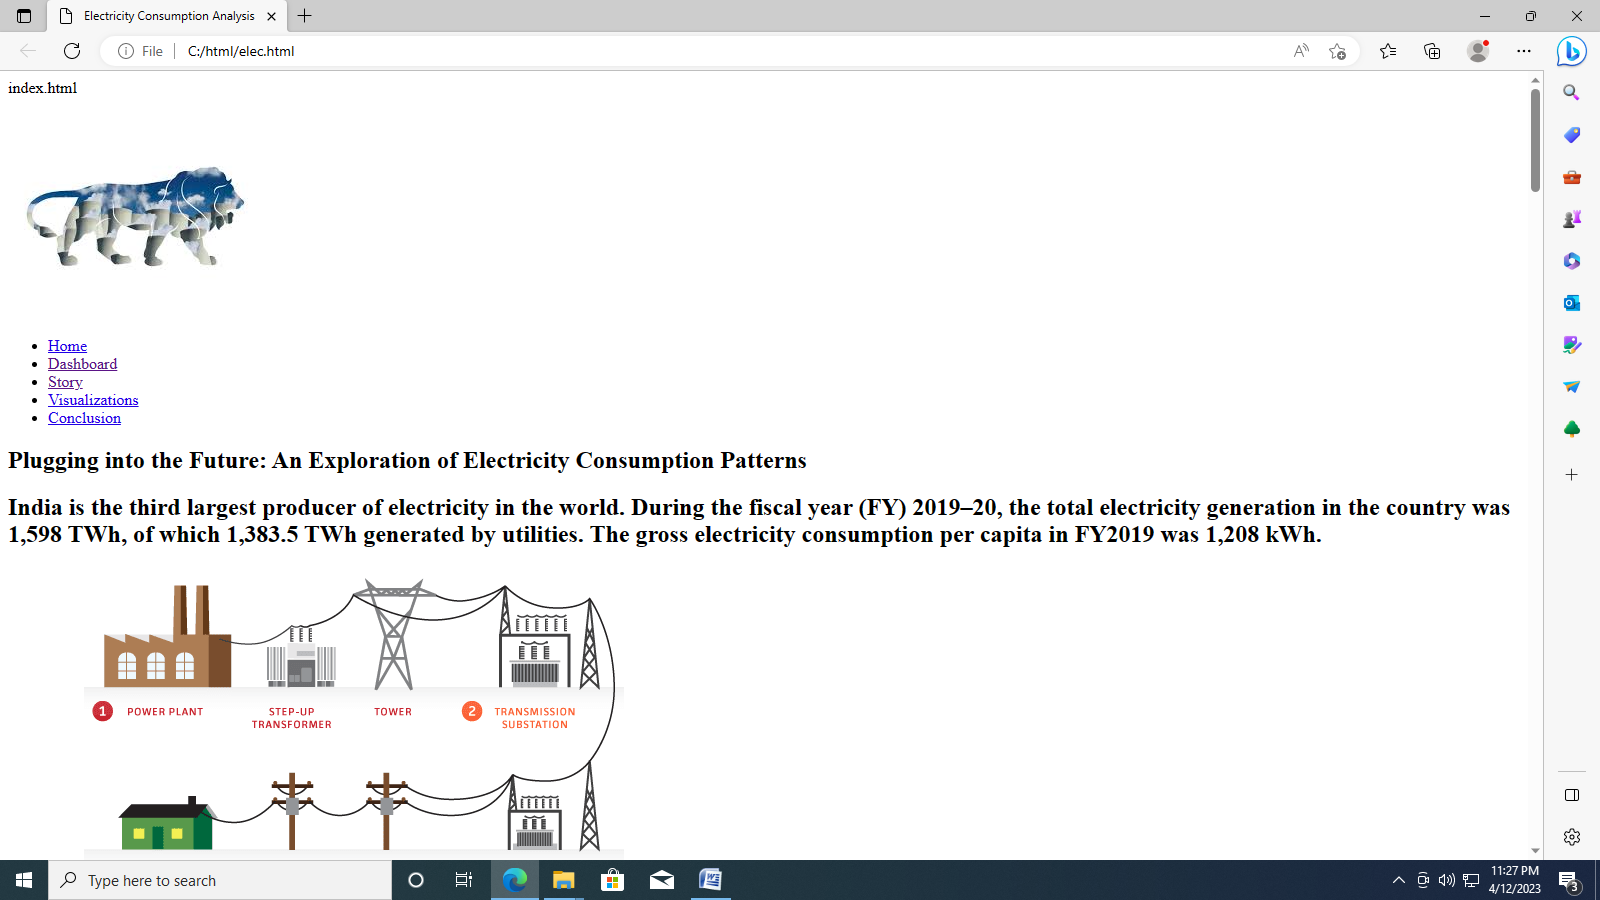 Electricity Consumption Analysis
File
C:/html/elec.html
index.html
Home
Dashboard
Story
Visualizations
Conclusion
Plugging into the Future: An Exploration of Electricity Consumption Patterns
India is the third largest producer of electricity in the world. During the fiscal year (FY) 2019–20, the total electricity generation in the country was
1,598 TWh, of which 1,383.5 TWh generated by utilities. The gross electricity consumption per capita in FY2019 was 1,208 kWh.
1 POWER PLANT
STEP-UP
TRANSFORMER
TOWER
2 TRANSMISSION
SUBSTATION
Type here to search
11:27 PM
4/12/2023
3